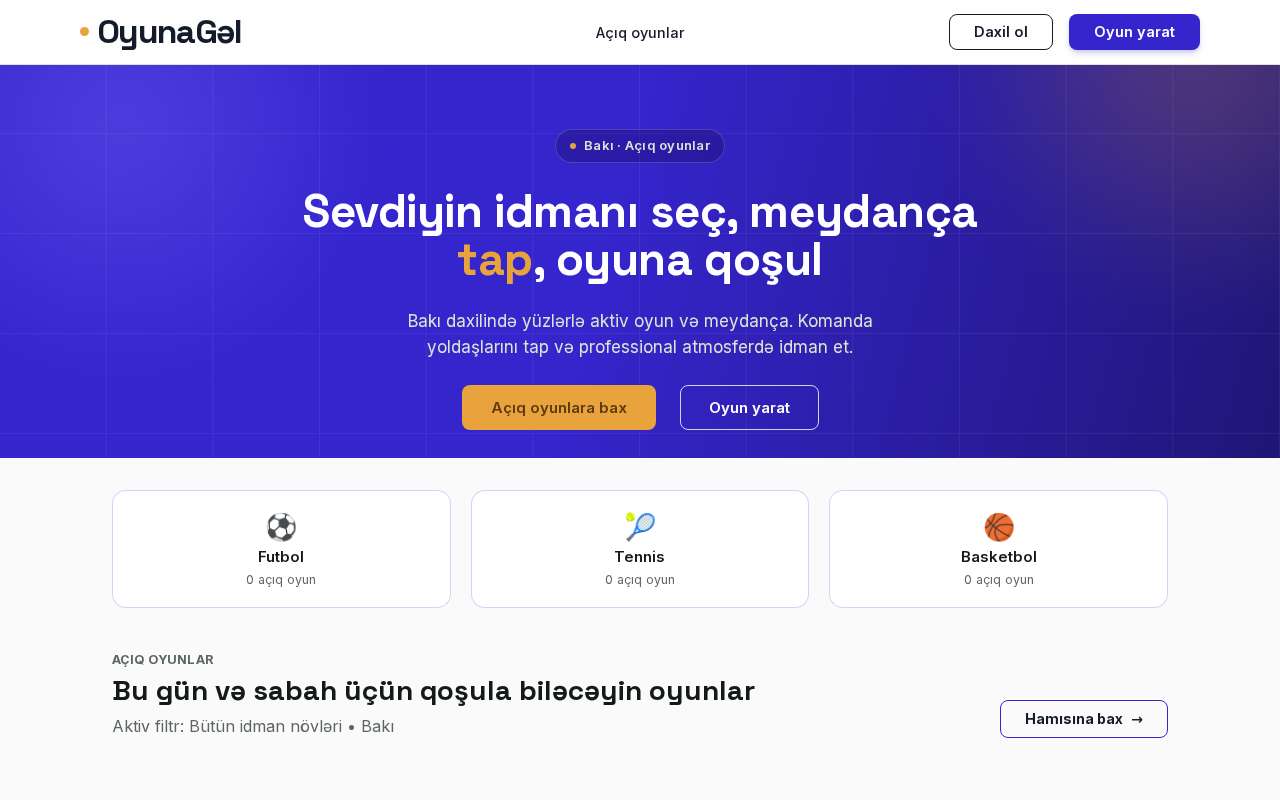 OyunaGəl
Açıq oyunlar
Daxil ol
Oyun yarat
Bakı · Açıq oyunlar
Sevdiyin idmanı seç, meydança
tap, oyuna qoşul
Bakı daxilində yüzlərlə aktiv oyun və meydança. Komanda
yoldaşlarını tap və professional atmosferdə idman et.
Açıq oyunlara bax
Oyun yarat
Futbol
0 açıq oyun
Tennis
0 açıq oyun
Basketbol
0 açıq oyun
AÇIQ OYUNLAR
Bu gün və sabah üçün qoşula biləcəyin oyunlar
Aktiv filtr: Bütün idman növləri • Bakı
Hamısına bax →